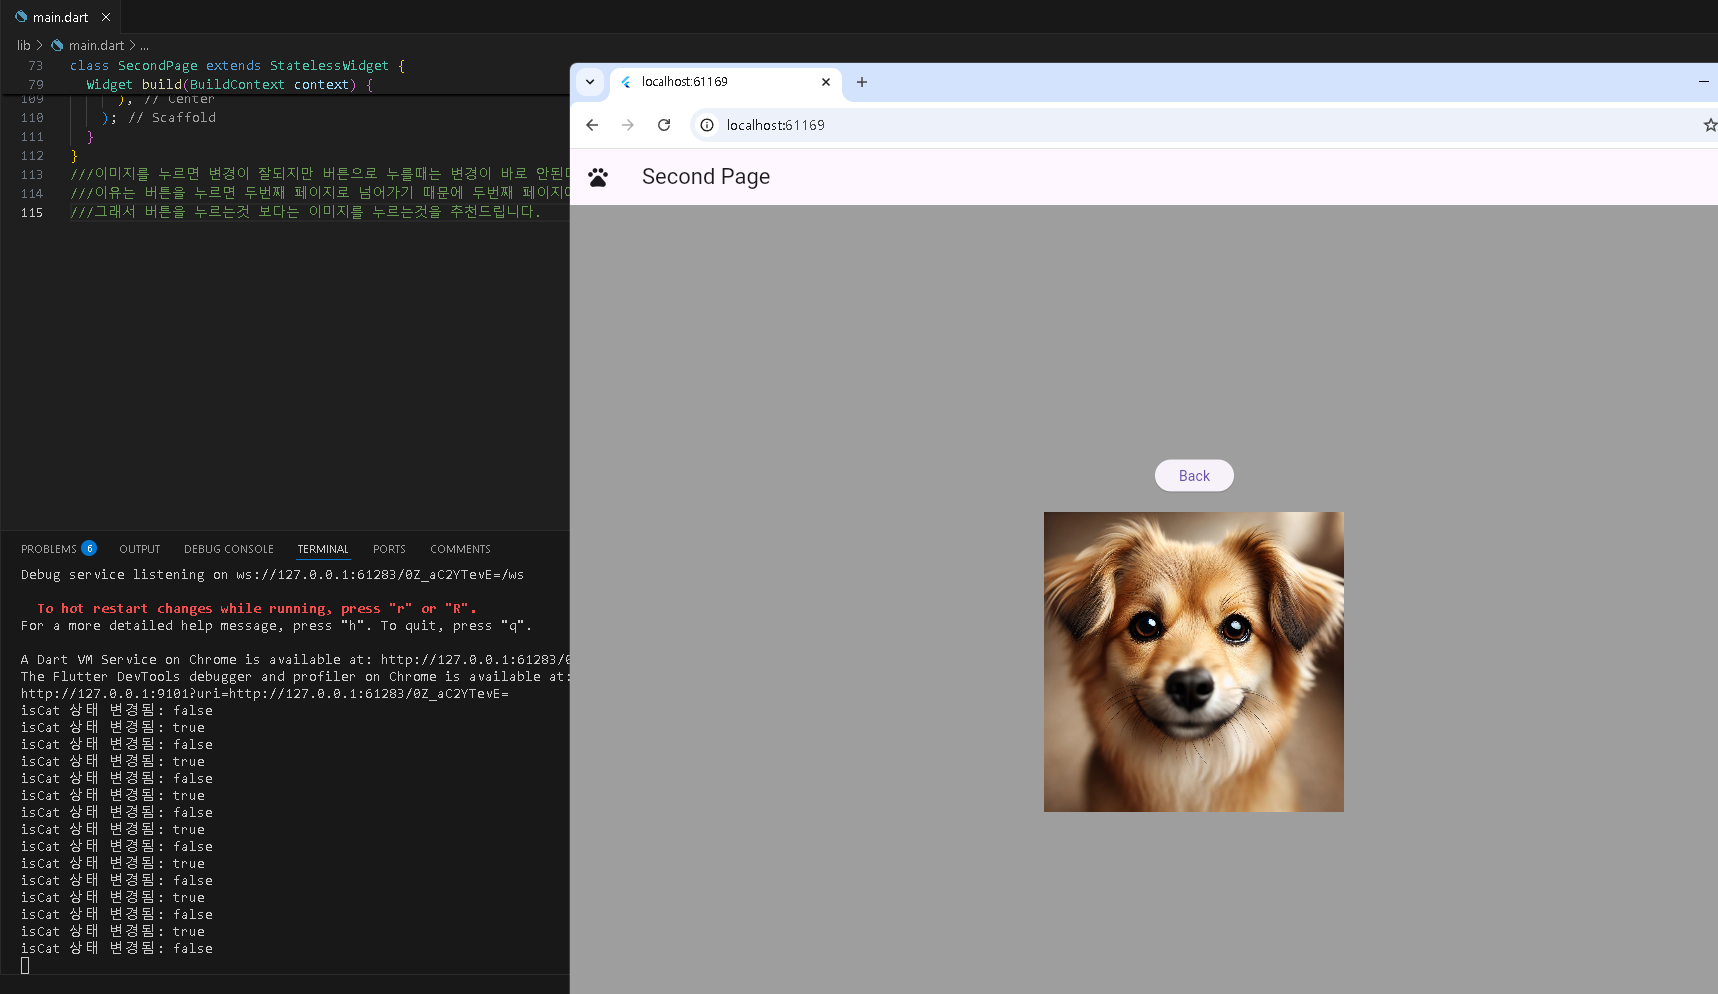 main.dart
lib > main.dart > ...
73 class SecondPage extends StatelessWidget {
79 Widget build(BuildContext context) {
109 ); // Center
110 ); // Scaffold
111 }
112 }
113 ///이미지를 누르면 변경이 잘되지만 버튼으로 누를때는 변경이 바로 안된
114 ///이유는 버튼을 누르면 두번째 페이지로 넘어가기 때문에 두번째 페이지
115 ///그래서 버튼을 누르는것 보다는 이미지를 누르는것을 추천드립니다.
PROBLEMS 6 OUTPUT DEBUG CONSOLE TERMINAL PORTS COMMENTS
Debug service listening on ws://127.0.0.1:61283/0Z_aC2YTevE=/ws
To hot restart changes while running, press "r" or "R".
For a more detailed help message, press "h". To quit, press "q".
A Dart VM Service on Chrome is available at: http://127.0.0.1:61283/0
The Flutter DevTools debugger and profiler on Chrome is available at:
http://127.0.0.1:9101?uri=http://127.0.0.1:61283/0Z_aC2YTevE=
isCat 상태 변경됨: false
isCat 상태 변경됨: true
isCat 상태 변경됨: false
isCat 상태 변경됨: true
isCat 상태 변경됨: false
isCat 상태 변경됨: true
isCat 상태 변경됨: false
isCat 상태 변경됨: true
isCat 상태 변경됨: false
isCat 상태 변경됨: true
isCat 상태 변경됨: false
isCat 상태 변경됨: true
isCat 상태 변경됨: false
isCat 상태 변경됨: true
isCat 상태 변경됨: false
localhost:61169
localhost:61169
Second Page
Back